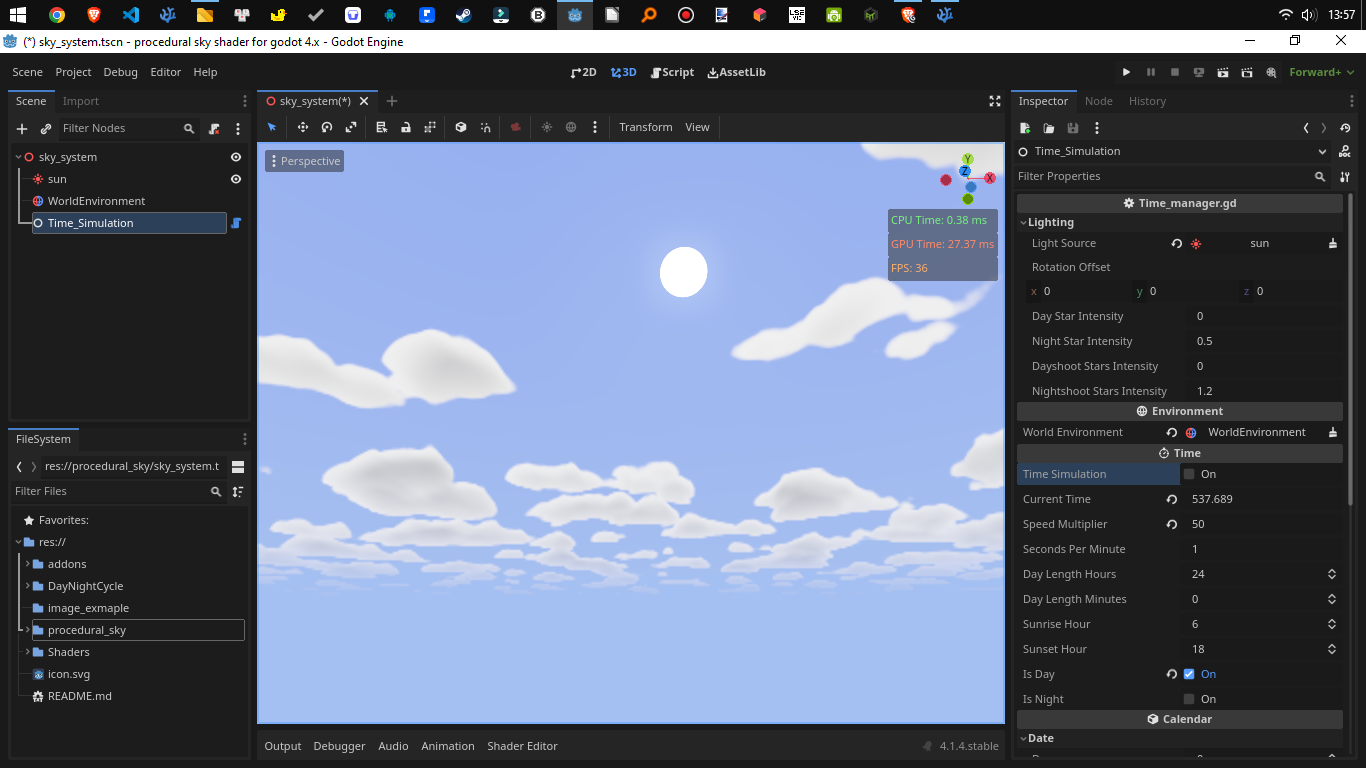 13:57
(*) sky_system.tscn - procedural sky shader for godot 4.x - Godot Engine
Scene Project Debug Editor Help
2D 3D Script AssetLib
Forward+
Scene Import
Filter Nodes
sky_system
sun
WorldEnvironment
Time_Simulation
FileSystem
res://procedural_sky/sky_system.t
Filter Files
Favorites:
res://
addons
DayNightCycle
image_exmaple
procedural_sky
Shaders
icon.svg
README.md
sky_system(*)
Transform View
Perspective
Y
Z
X
CPU Time: 0.38 ms
GPU Time: 27.37 ms
FPS: 36
Output Debugger Audio Animation Shader Editor
4.1.4.stable
Inspector Node History
Time_Simulation
Filter Properties
Time_manager.gd
Lighting
Light Source sun
Rotation Offset
x 0 y 0 z 0
Day Star Intensity 0
Night Star Intensity 0.5
Dayshoot Stars Intensity 0
Nightshoot Stars Intensity 1.2
Environment
World Environment WorldEnvironment
Time
Time Simulation On
Current Time 537.689
Speed Multiplier 50
Seconds Per Minute 1
Day Length Hours 24
Day Length Minutes 0
Sunrise Hour 6
Sunset Hour 18
Is Day On
Is Night On
Calendar
Date